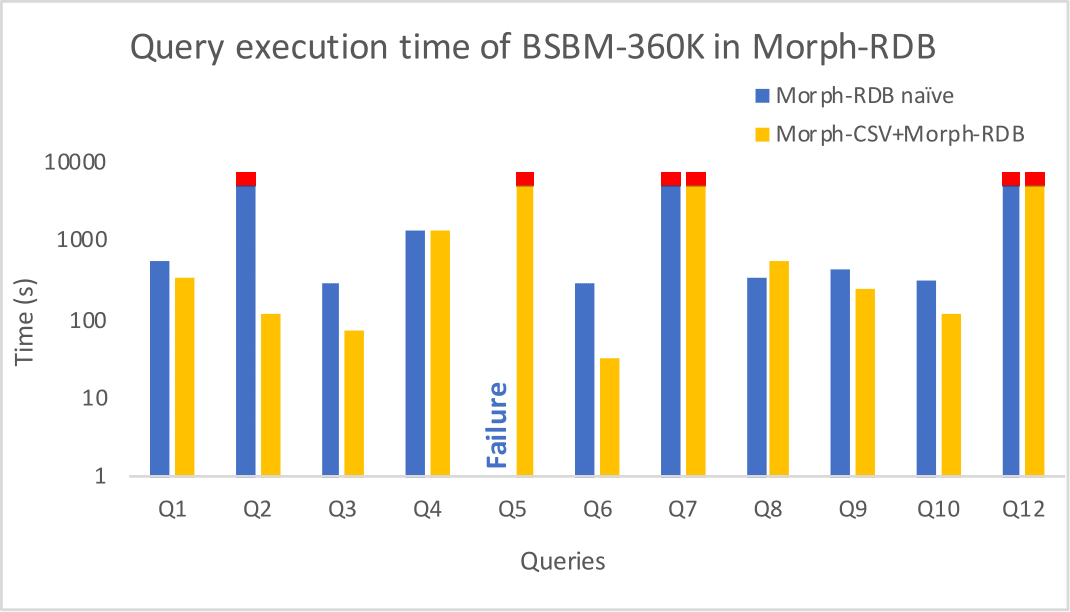 Query execution time of BSBM-360K in Morph-RDB
Morph-RDB naïve
Morph-CSV+Morph-RDB
10000
1000
100
10
1
Time (s)
Failure
Q1 Q2 Q3 Q4 Q5 Q6 Q7 Q8 Q9 Q10 Q12
Queries